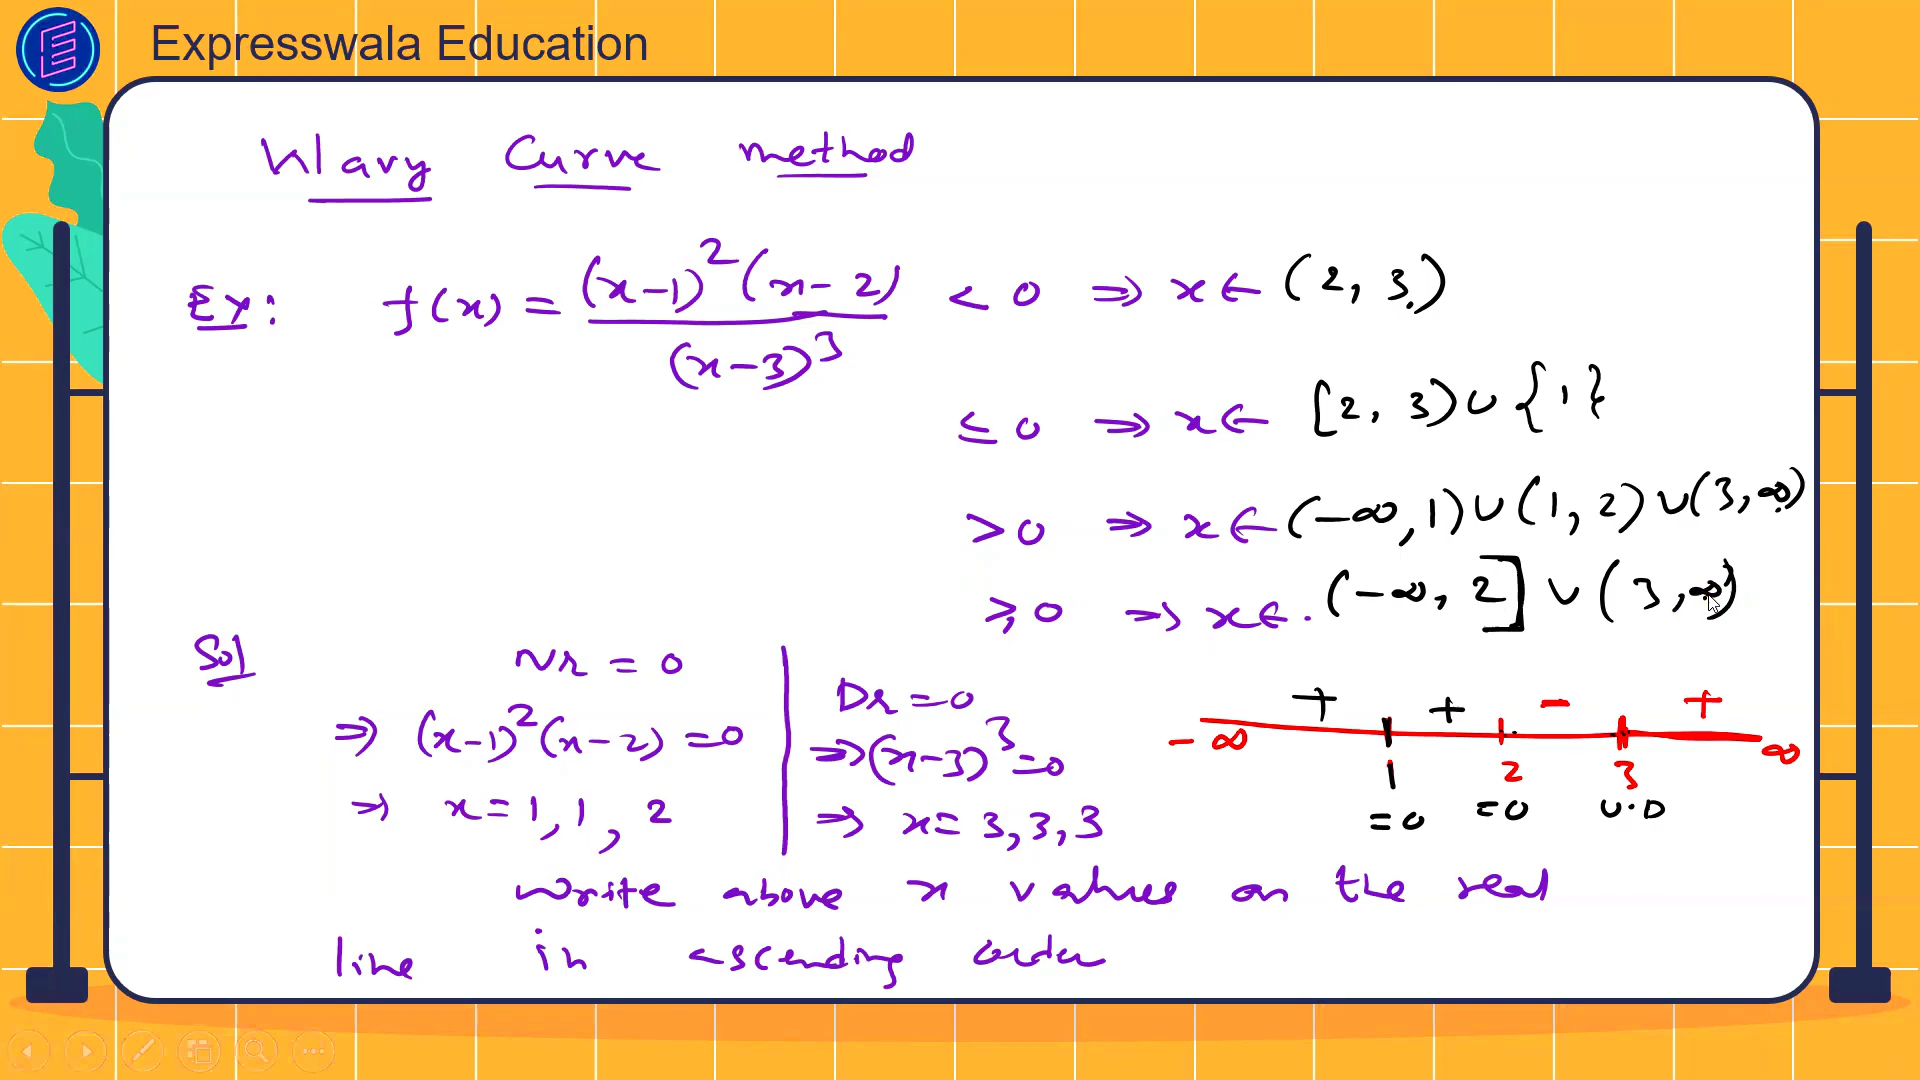 Expresswala Education
Wavy Curve method
Ex: f(x) = (x-1)²(x-2) / (x-3)³ < 0 ⇒ x ∈ (2, 3)
≤ 0 ⇒ x ∈ [2, 3) ∪ {1}
> 0 ⇒ x ∈ (-∞, 1) ∪ (1, 2) ∪ (3, ∞)
≥ 0 ⇒ x ∈ (-∞, 2] ∪ (3, ∞)
Sol
Nr = 0
⇒ (x-1)²(x-2) = 0
⇒ x = 1, 1, 2
Dr = 0
⇒ (x-3)³ = 0
⇒ x = 3, 3, 3
+ + - +
-∞ 1 2 3 ∞
=0 =0 U.D
Write above x values on the real
line in ascending order